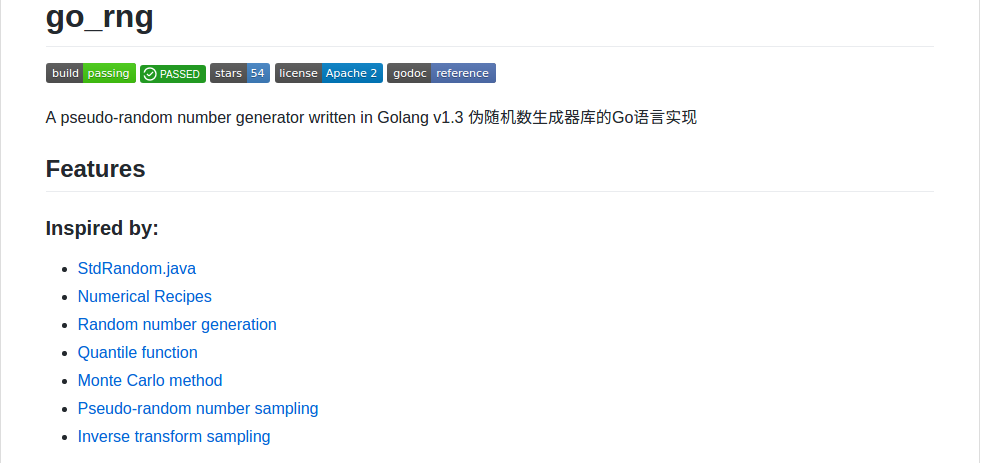 go_rng
build passing PASSED stars 54 license Apache 2 godoc reference
A pseudo-random number generator written in Golang v1.3 伪随机数生成器库的Go语言实现
Features
Inspired by:
StdRandom.java
Numerical Recipes
Random number generation
Quantile function
Monte Carlo method
Pseudo-random number sampling
Inverse transform sampling